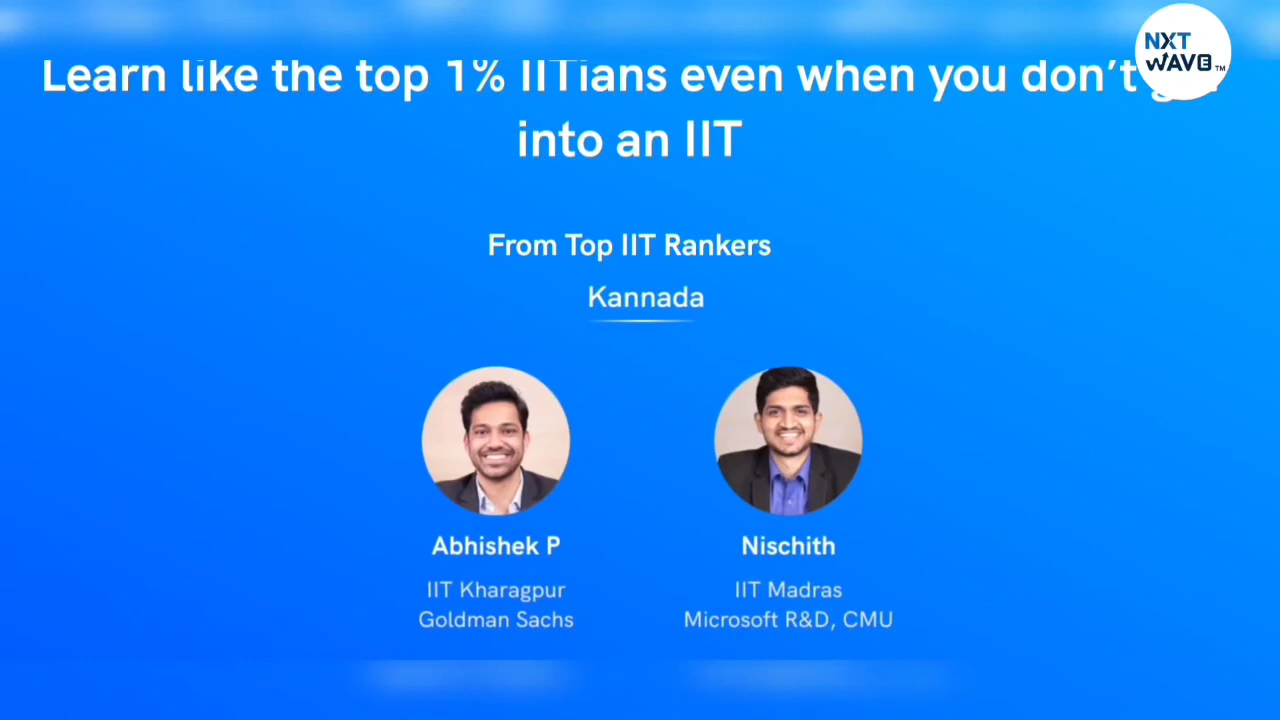 NXT
WAVE™
Learn like the top 1% IITians even when you don't
into an IIT
From Top IIT Rankers
Kannada
Abhishek P
Nischith
IIT Kharagpur
IIT Madras
Goldman Sachs
Microsoft R&D, CMU